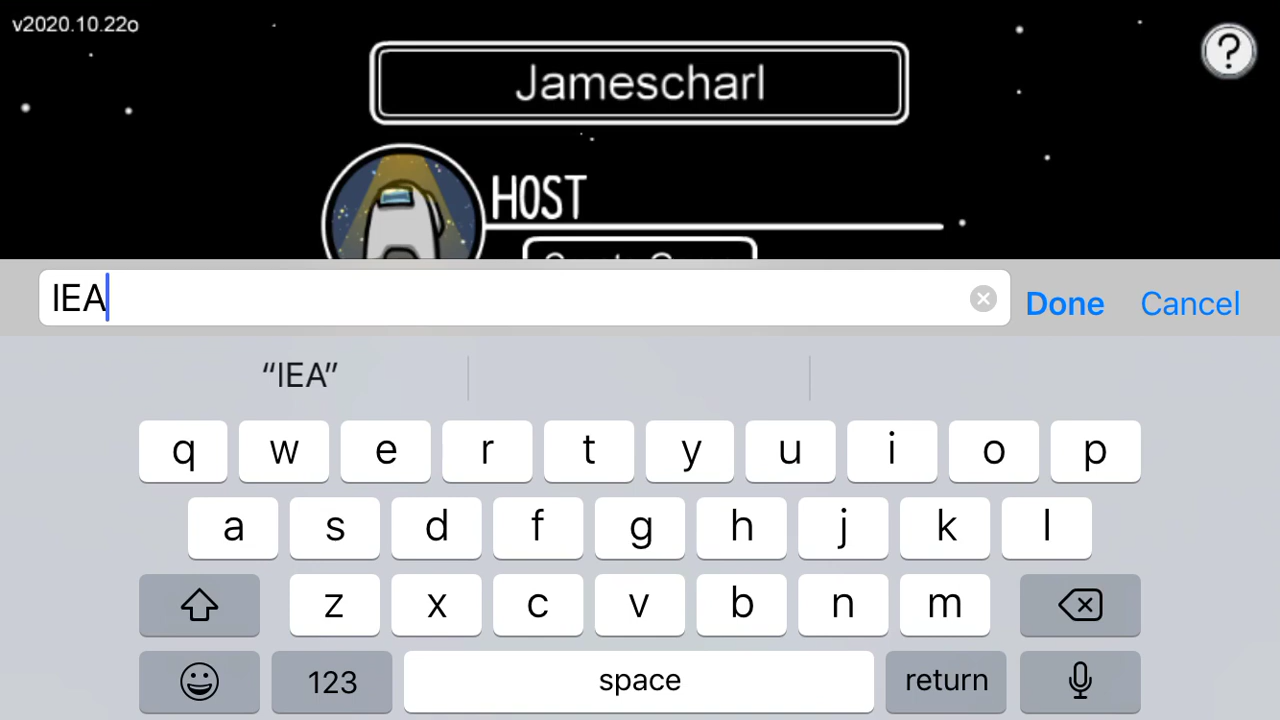 v2020.10.22o
?
Jamescharl
HOST
IEA
Done Cancel
“IEA”
q w e r t y u i o p
a s d f g h j k l
z x c v b n m
123 space return